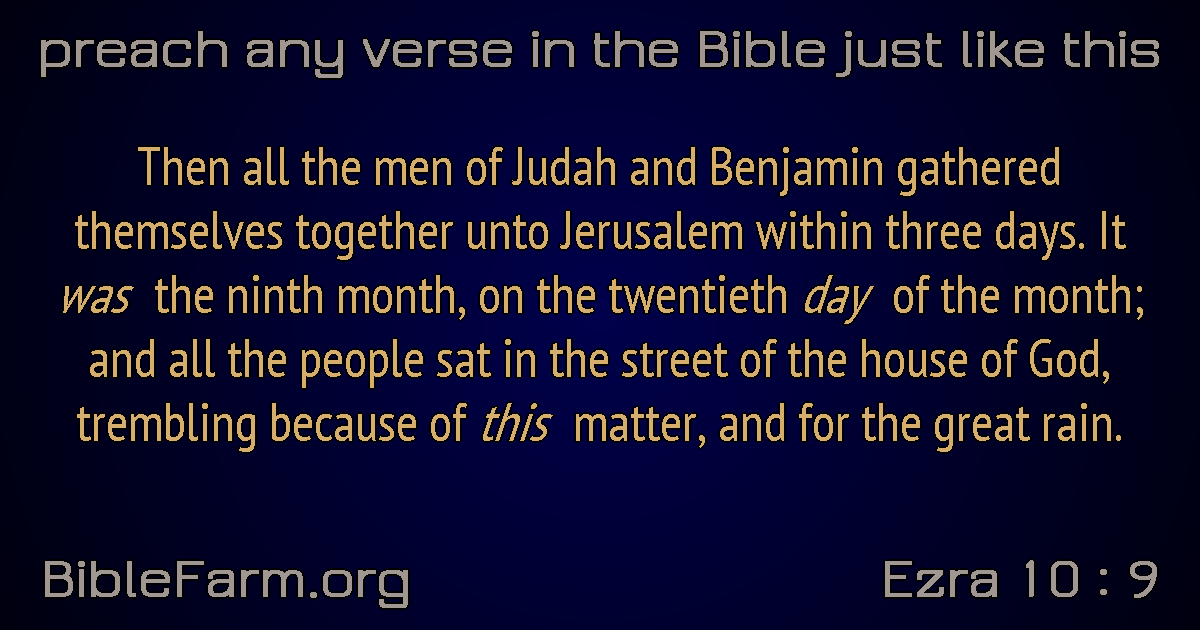 preach any verse in the Bible just like this
Then all the men of Judah and Benjamin gathered
themselves together unto Jerusalem within three days. It
was the ninth month, on the twentieth day of the month;
and all the people sat in the street of the house of God,
trembling because of this matter, and for the great rain.
BibleFarm.org
Ezra 10 : 9